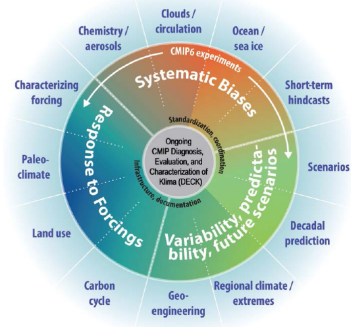 Clouds /
circulation
Chemistry /
aerosols
Ocean /
sea ice
CMIP6 experiments
Systematic Biases
Characterizing
forcing
Short-term
hindcasts
Standardization, coordination
Ongoing
CMIP Diagnosis,
Evaluation, and
Characterization of
Klima (DECK)
Infrastructure, documentation
Response to Forcings
Paleo-
climate
Scenarios
Variability, predicta-
bility, future scenarios
Land use
Decadal
prediction
Carbon
cycle
Geo-
engineering
Regional climate /
extremes